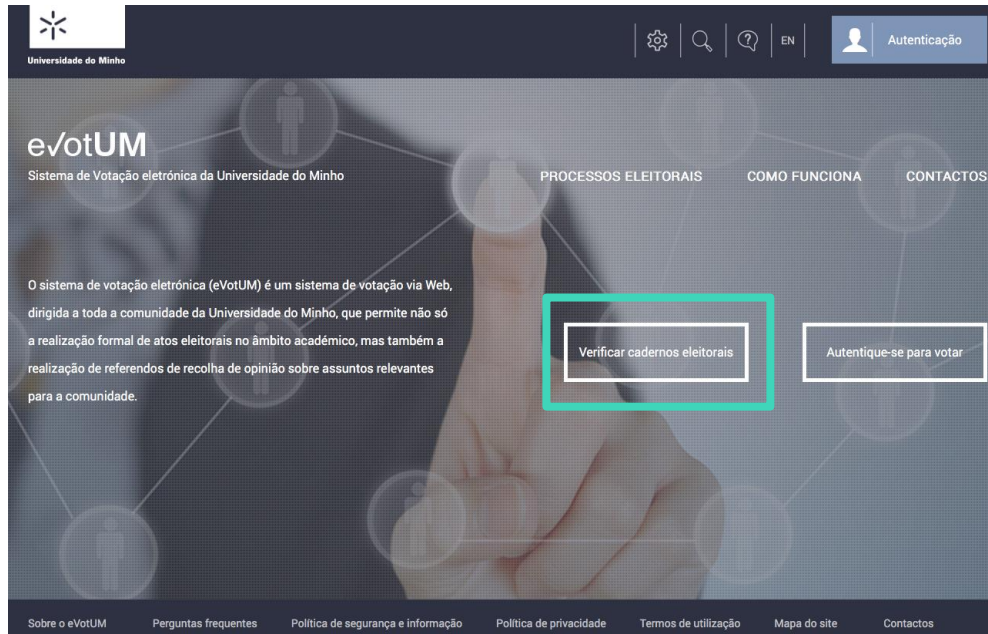 Universidade do Minho
EN
Autenticação
e√otUM
Sistema de Votação eletrónica da Universidade do Minho
PROCESSOS ELEITORAIS
COMO FUNCIONA
CONTACTOS
O sistema de votação eletrónica (eVotUM) é um sistema de votação via Web,
dirigida a toda a comunidade da Universidade do Minho, que permite não só
a realização formal de atos eleitorais no âmbito académico, mas também a
realização de referendos de recolha de opinião sobre assuntos relevantes
para a comunidade.
Verificar cadernos eleitorais
Autentique-se para votar
Sobre o eVotUM
Perguntas frequentes
Política de segurança e informação
Política de privacidade
Termos de utilização
Mapa do site
Contactos